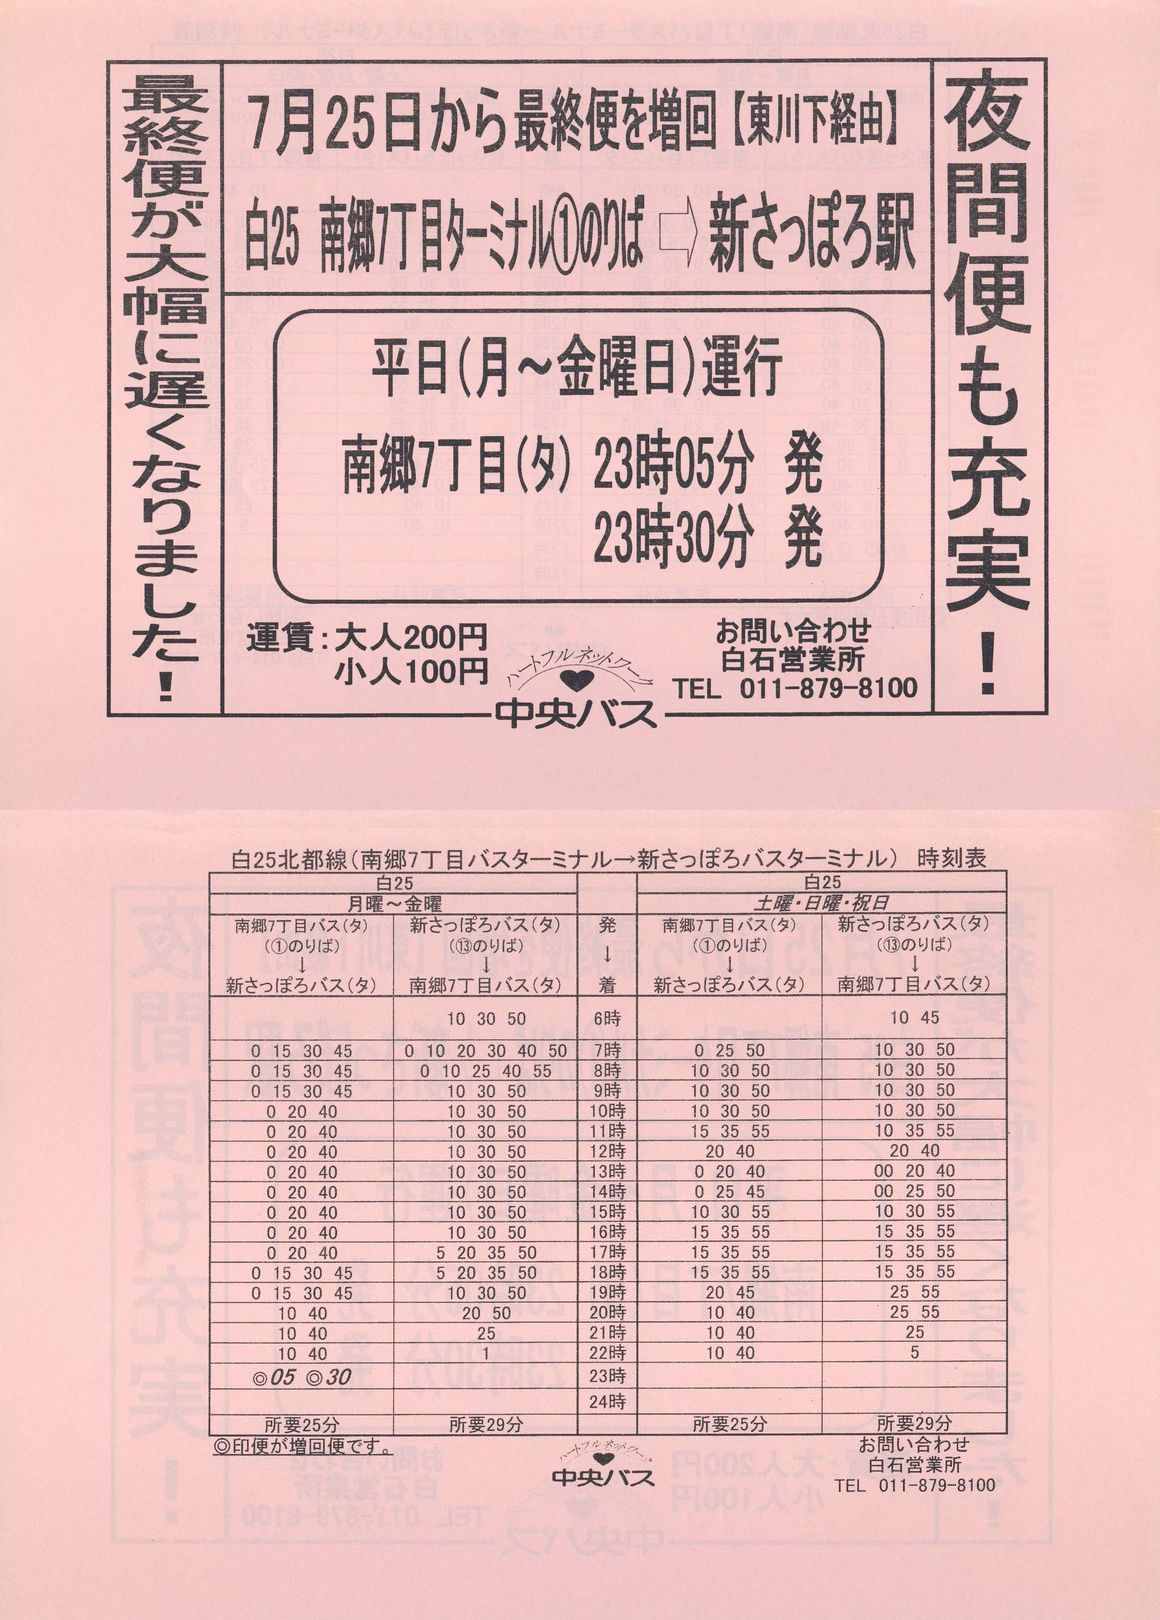 夜間便も充実!
7月25日から最終便を増回【東川下経由】
白25 南郷7丁目ターミナル①のりば ⇨ 新さっぽろ駅
平日(月~金曜日)運行
南郷7丁目(タ) 23時05分 発
23時30分 発
運賃:大人200円
小人100円
ハートフルネットワーク
中央バス
お問い合わせ
白石営業所
TEL 011-879-8100
最終便が大幅に遅くなりました!
白25北都線(南郷7丁目バスターミナル→新さっぽろバスターミナル) 時刻表
白25 白25
月曜~金曜 土曜・日曜・祝日
南郷7丁目バス(タ) 新さっぽろバス(タ) 発 南郷7丁目バス(タ) 新さっぽろバス(タ)
(①のりば) (⑬のりば) (①のりば) (⑬のりば)
↓ ↓ ↓ ↓ ↓
新さっぽろバス(タ) 南郷7丁目バス(タ) 着 新さっぽろバス(タ) 南郷7丁目バス(タ)
10 30 50 6時 10 45
0 15 30 45 0 10 20 30 40 50 7時 0 25 50 10 30 50
0 15 30 45 0 10 25 40 55 8時 10 30 50 10 30 50
0 15 30 45 10 30 50 9時 10 30 50 10 30 50
0 20 40 10 30 50 10時 10 30 50 10 30 50
0 20 40 10 30 50 11時 15 35 55 10 35 55
0 20 40 10 30 50 12時 20 40 20 40
0 20 40 10 30 50 13時 0 20 40 00 20 40
0 20 40 10 30 50 14時 0 25 45 00 25 50
0 20 40 10 30 50 15時 10 30 55 10 30 55
0 20 40 10 30 50 16時 15 35 55 15 35 55
0 20 40 5 20 35 50 17時 15 35 55 15 35 55
0 15 30 45 5 20 35 50 18時 15 35 55 15 35 55
0 15 30 45 10 30 50 19時 20 45 25 55
10 40 20 50 20時 10 40 25 55
10 40 25 21時 10 40 25
10 40 1 22時 10 40 5
◎05 ◎30 23時
24時
所要25分 所要29分 所要25分 所要29分
◎印便が増回便です。
ハートフルネットワーク
中央バス
お問い合わせ
白石営業所
TEL 011-879-8100